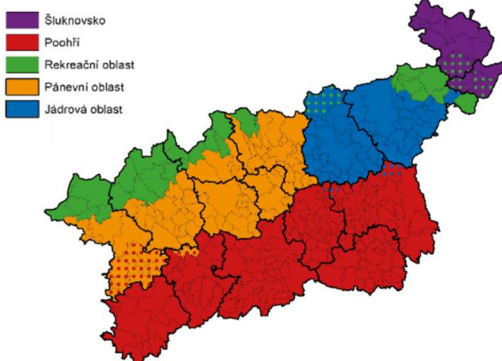 Šluknovsko
Poohří
Rekreační oblast
Pánevní oblast
Jádrová oblast